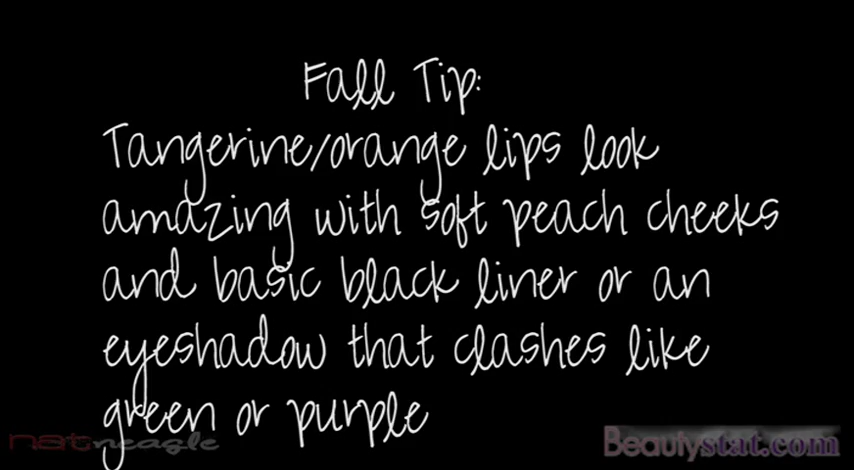 Fall Tip:
Tangerine/orange lips look
amazing with soft peach cheeks
and basic black liner or an
eyeshadow that clashes like
green or purple
natneagle
Beautystat.com